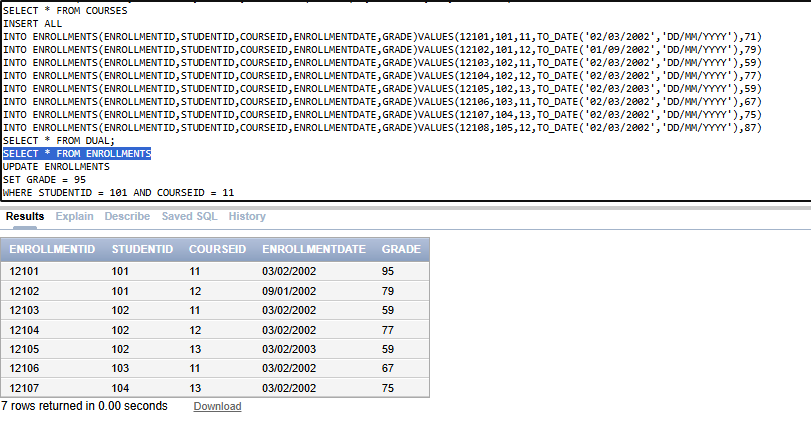 SELECT * FROM COURSES
INSERT ALL
INTO ENROLLMENTS(ENROLLMENTID,STUDENTID,COURSEID,ENROLLMENTDATE,GRADE)VALUES(12101,101,11,TO_DATE('02/03/2002','DD/MM/YYYY'),71)
INTO ENROLLMENTS(ENROLLMENTID,STUDENTID,COURSEID,ENROLLMENTDATE,GRADE)VALUES(12102,101,12,TO_DATE('01/09/2002','DD/MM/YYYY'),79)
INTO ENROLLMENTS(ENROLLMENTID,STUDENTID,COURSEID,ENROLLMENTDATE,GRADE)VALUES(12103,102,11,TO_DATE('02/03/2002','DD/MM/YYYY'),59)
INTO ENROLLMENTS(ENROLLMENTID,STUDENTID,COURSEID,ENROLLMENTDATE,GRADE)VALUES(12104,102,12,TO_DATE('02/03/2002','DD/MM/YYYY'),77)
INTO ENROLLMENTS(ENROLLMENTID,STUDENTID,COURSEID,ENROLLMENTDATE,GRADE)VALUES(12105,102,13,TO_DATE('02/03/2003','DD/MM/YYYY'),59)
INTO ENROLLMENTS(ENROLLMENTID,STUDENTID,COURSEID,ENROLLMENTDATE,GRADE)VALUES(12106,103,11,TO_DATE('02/03/2002','DD/MM/YYYY'),67)
INTO ENROLLMENTS(ENROLLMENTID,STUDENTID,COURSEID,ENROLLMENTDATE,GRADE)VALUES(12107,104,13,TO_DATE('02/03/2002','DD/MM/YYYY'),75)
INTO ENROLLMENTS(ENROLLMENTID,STUDENTID,COURSEID,ENROLLMENTDATE,GRADE)VALUES(12108,105,12,TO_DATE('02/03/2002','DD/MM/YYYY'),87)
SELECT * FROM DUAL;
SELECT * FROM ENROLLMENTS
UPDATE ENROLLMENTS
SET GRADE = 95
WHERE STUDENTID = 101 AND COURSEID = 11
Results Explain Describe Saved SQL History
ENROLLMENTID STUDENTID COURSEID ENROLLMENTDATE GRADE
12101 101 11 03/02/2002 95
12102 101 12 09/01/2002 79
12103 102 11 03/02/2002 59
12104 102 12 03/02/2002 77
12105 102 13 03/02/2003 59
12106 103 11 03/02/2002 67
12107 104 13 03/02/2002 75
7 rows returned in 0.00 seconds Download